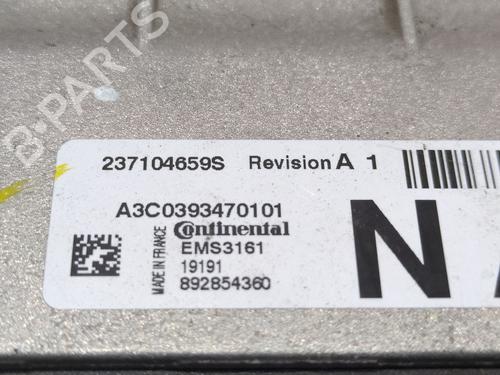 B-PARTS
237104659S Revision A 1
A3C0393470101
Continental
EMS3161
19191
892854360
MADE IN FRANCE
N